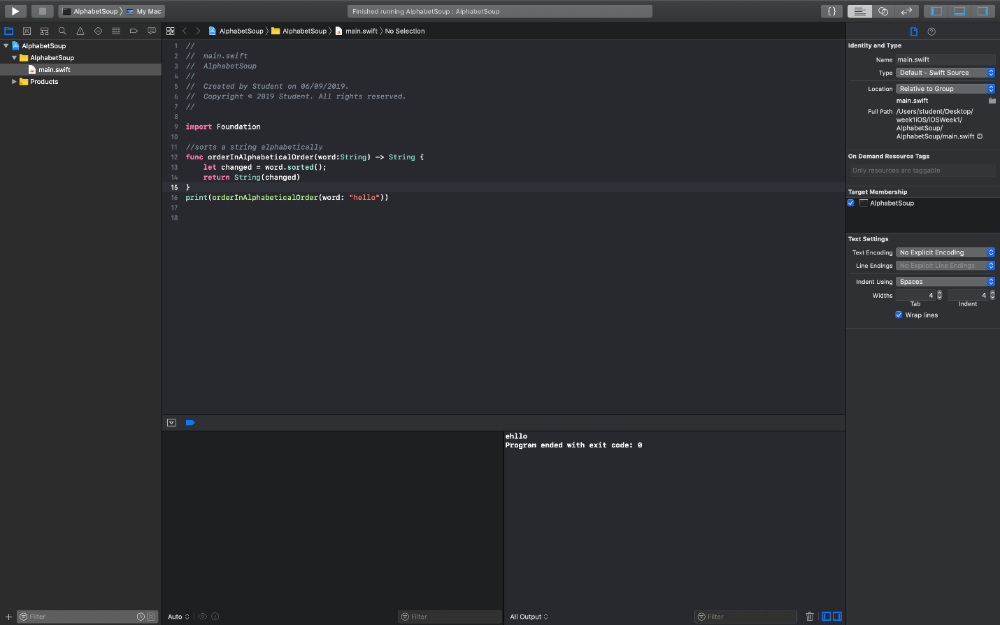 AlphabetSoup 〉 My Mac
Finished running AlphabetSoup : AlphabetSoup
{}
AlphabetSoup 〉 AlphabetSoup 〉 main.swift 〉 No Selection
AlphabetSoup
AlphabetSoup
main.swift
Products
1 //
2 //  main.swift
3 //  AlphabetSoup
4 //
5 //  Created by Student on 06/09/2019.
6 //  Copyright © 2019 Student. All rights reserved.
7 //
8
9 import Foundation
10
11 //sorts a string alphabetically
12 func orderInAlphabeticalOrder(word:String) -> String {
13     let changed = word.sorted();
14     return String(changed)
15 }
16 print(orderInAlphabeticalOrder(word: "hello"))
17
18
ehllo
Program ended with exit code: 0
Filter
Auto
Filter
All Output
Filter
Identity and Type
Name main.swift
Type Default - Swift Source
Location Relative to Group
main.swift
Full Path /Users/student/Desktop/
week1iOS/iOSWeek1/
AlphabetSoup/
AlphabetSoup/main.swift
On Demand Resource Tags
Only resources are taggable
Target Membership
AlphabetSoup
Text Settings
Text Encoding No Explicit Encoding
Line Endings No Explicit Line Endings
Indent Using Spaces
Widths 4 4
Tab Indent
Wrap lines